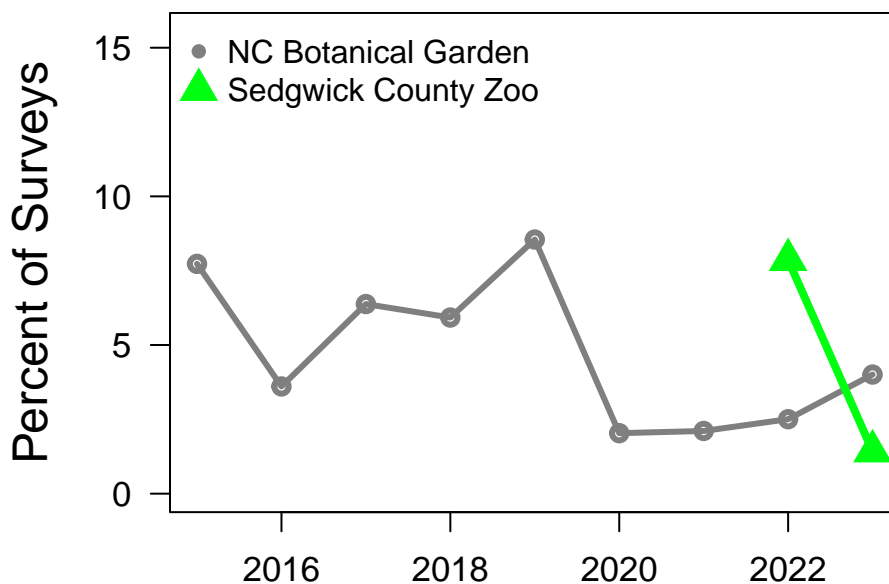 NC Botanical Garden
Sedgwick County Zoo
Percent of Surveys
15
10
5
0
2016 2018 2020 2022